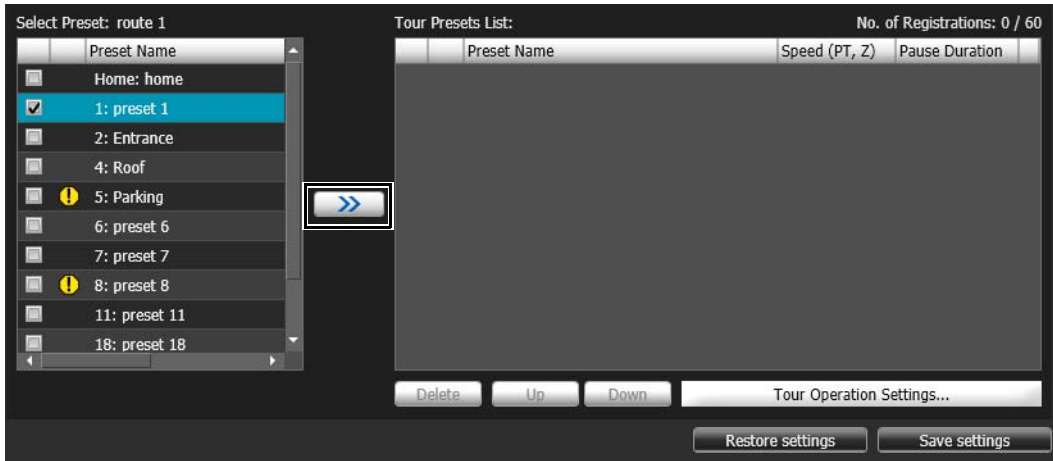 Select Preset: route 1
Tour Presets List:
No. of Registrations: 0 / 60
Preset Name
Preset Name
Speed (PT, Z)
Pause Duration
Home: home
1: preset 1
2: Entrance
4: Roof
5: Parking
6: preset 6
7: preset 7
8: preset 8
11: preset 11
18: preset 18
Delete
Up
Down
Tour Operation Settings...
Restore settings
Save settings